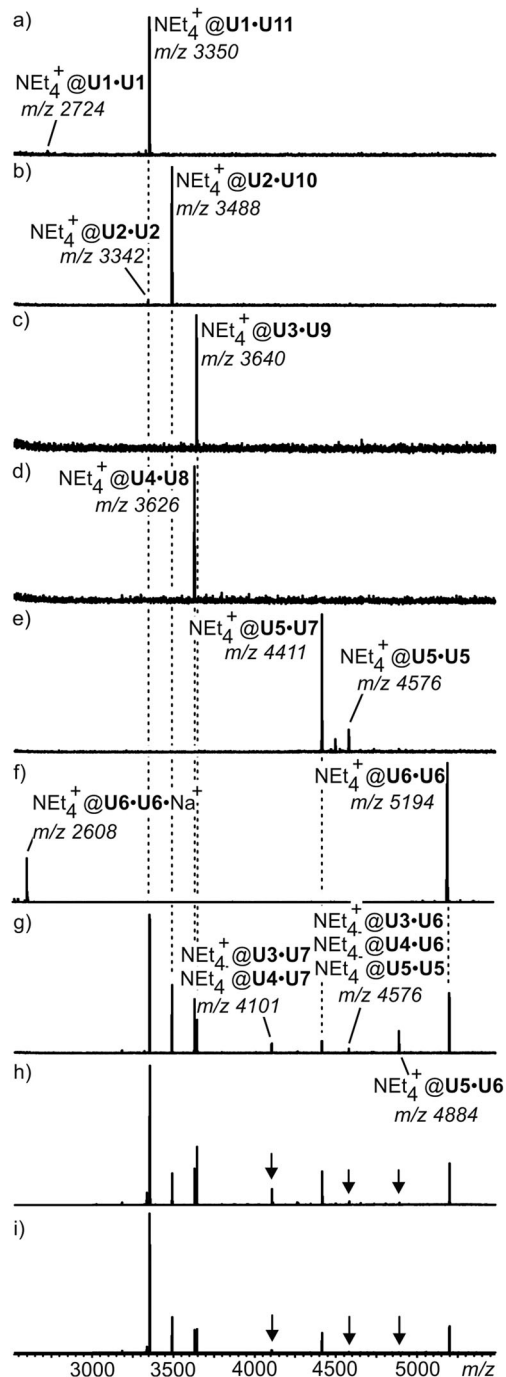 a)
NEt4+@U1•U11
m/z 3350
NEt4+@U1•U1
m/z 2724
b)
NEt4+@U2•U10
m/z 3488
NEt4+@U2•U2
m/z 3342
c)
NEt4+@U3•U9
m/z 3640
d)
NEt4+@U4•U8
m/z 3626
e)
NEt4+@U5•U7
m/z 4411
NEt4+@U5•U5
m/z 4576
f)
NEt4+@U6•U6
m/z 5194
NEt4+@U6•U6•Na+
m/z 2608
g)
NEt4+@U3•U7
NEt4+@U4•U7
m/z 4101
NEt4+@U3•U6
NEt4+@U4•U6
NEt4+@U5•U5
m/z 4576
NEt4+@U5•U6
m/z 4884
h)
i)
3000 3500 4000 4500 5000 m/z